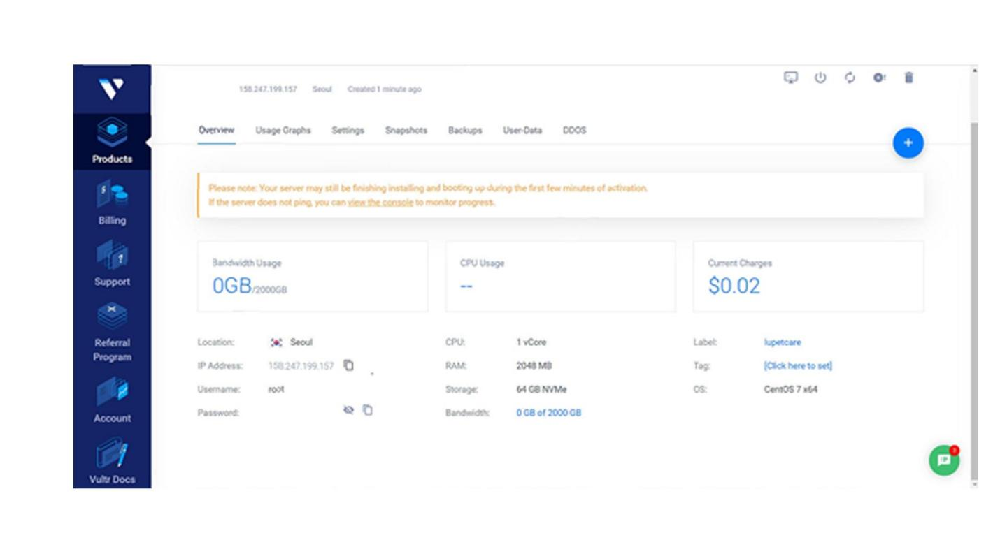 158.247.199.157 Seoul Created 1 minute ago
Overview Usage Graphs Settings Snapshots Backups User-Data DDOS
Products
Billing
Support
Referral
Program
Account
Vultr Docs
Please note: Your server may still be finishing installing and booting up during the first few minutes of activation.
If the server does not ping, you can view the console to monitor progress.
Bandwidth Usage
0GB/2000GB
CPU Usage
--
Current Charges
$0.02
Location: Seoul
IP Address: 158.247.199.157
Username: root
Password:
CPU: 1 vCore
RAM: 2048 MB
Storage: 64 GB NVMe
Bandwidth: 0 GB of 2000 GB
Label: lupetcare
Tag: [Click here to set]
OS: CentOS 7 x64